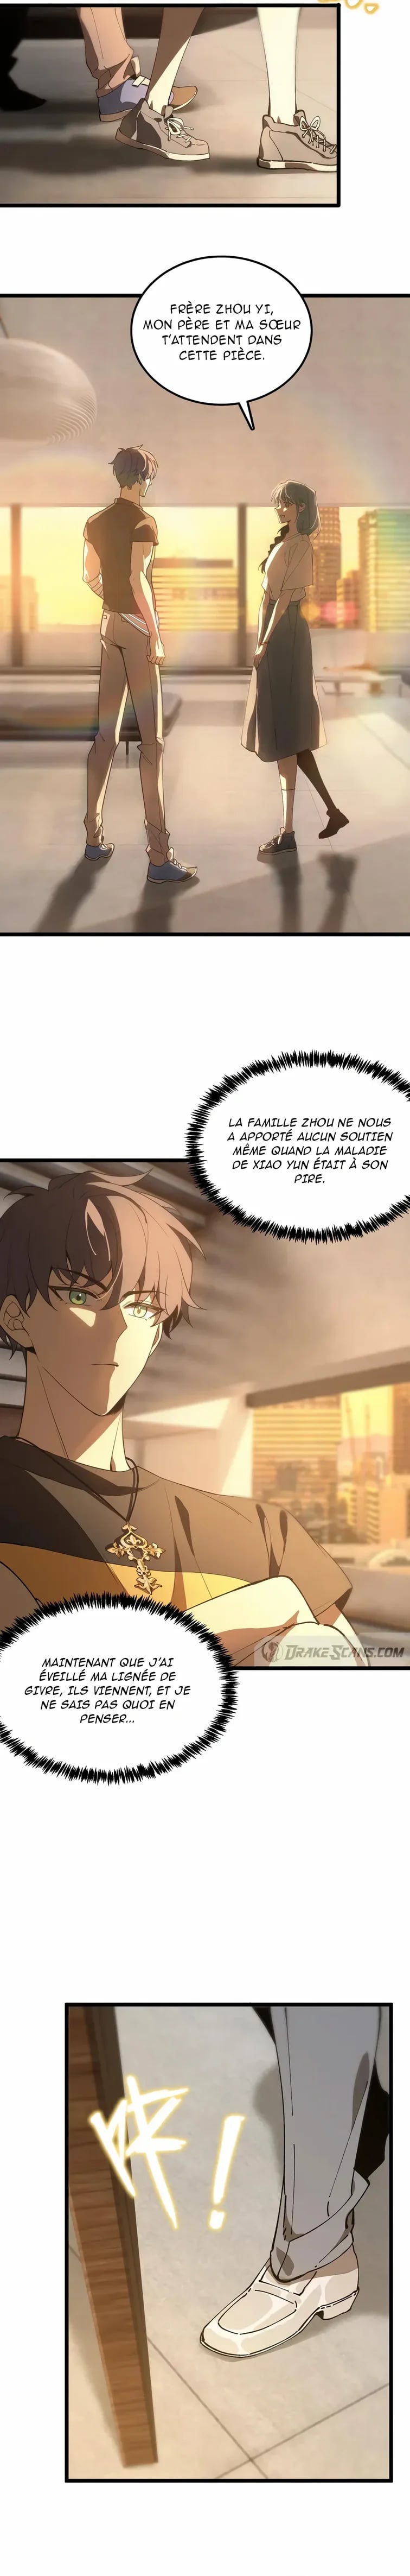 FRÈRE ZHOU YI,
MON PÈRE ET MA SŒUR
T'ATTENDENT DANS
CETTE PIÈCE.
LA FAMILLE ZHOU NE NOUS
A APPORTÉ AUCUN SOUTIEN
MÊME QUAND LA MALADIE
DE XIAO YUN ÉTAIT À SON
PIRE.
DRAKESCANS.COM
MAINTENANT QUE J'AI
ÉVEILLÉ MA LIGNÉE DE
GIVRE, ILS VIENNENT, ET JE
NE SAIS PAS QUOI EN
PENSER...